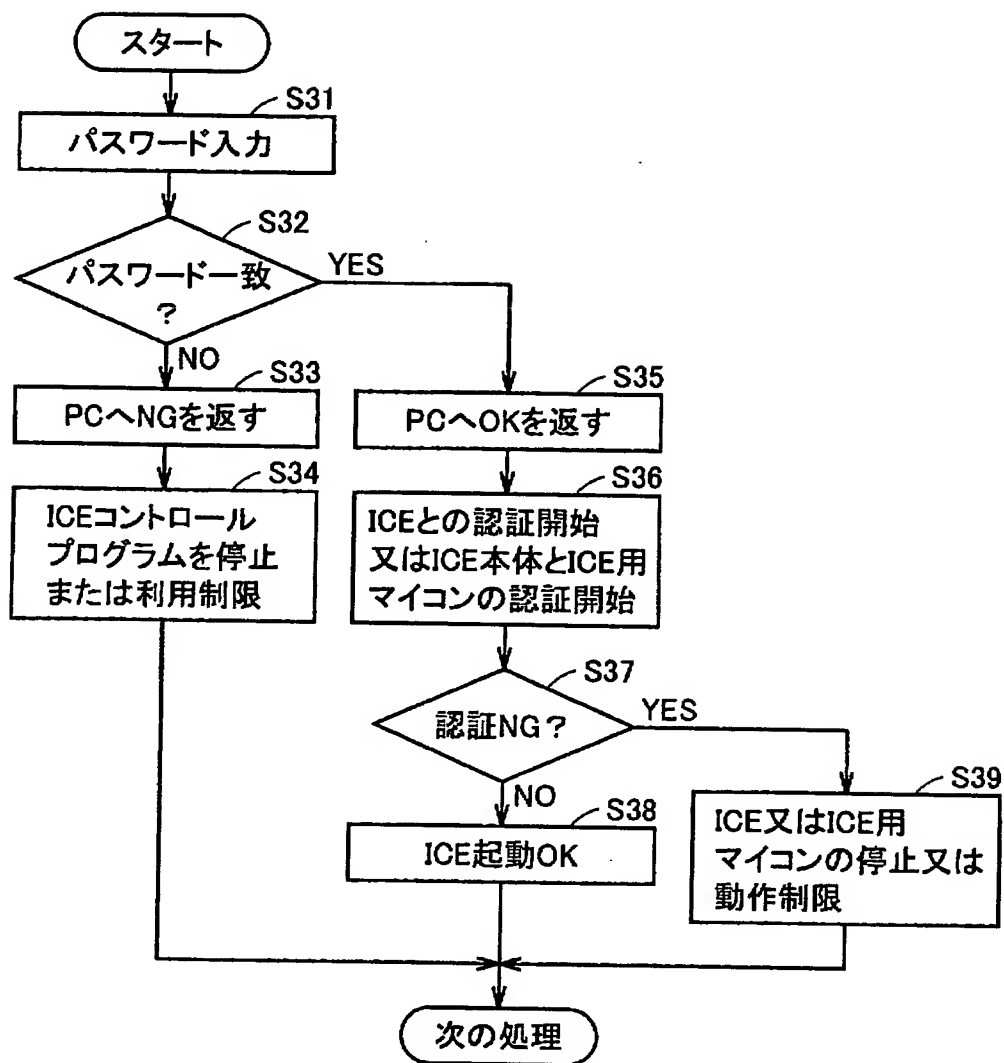 スタート
S31
パスワード入力
S32
パスワード一致
?
YES
NO
S33
PCへNGを返す
S34
ICEコントロール
プログラムを停止
または利用制限
S35
PCへOKを返す
S36
ICEとの認証開始
又はICE本体とICE用
マイコンの認証開始
S37
認証NG?
YES
NO
S38
ICE起動OK
S39
ICE又はICE用
マイコンの停止又は
動作制限
次の処理